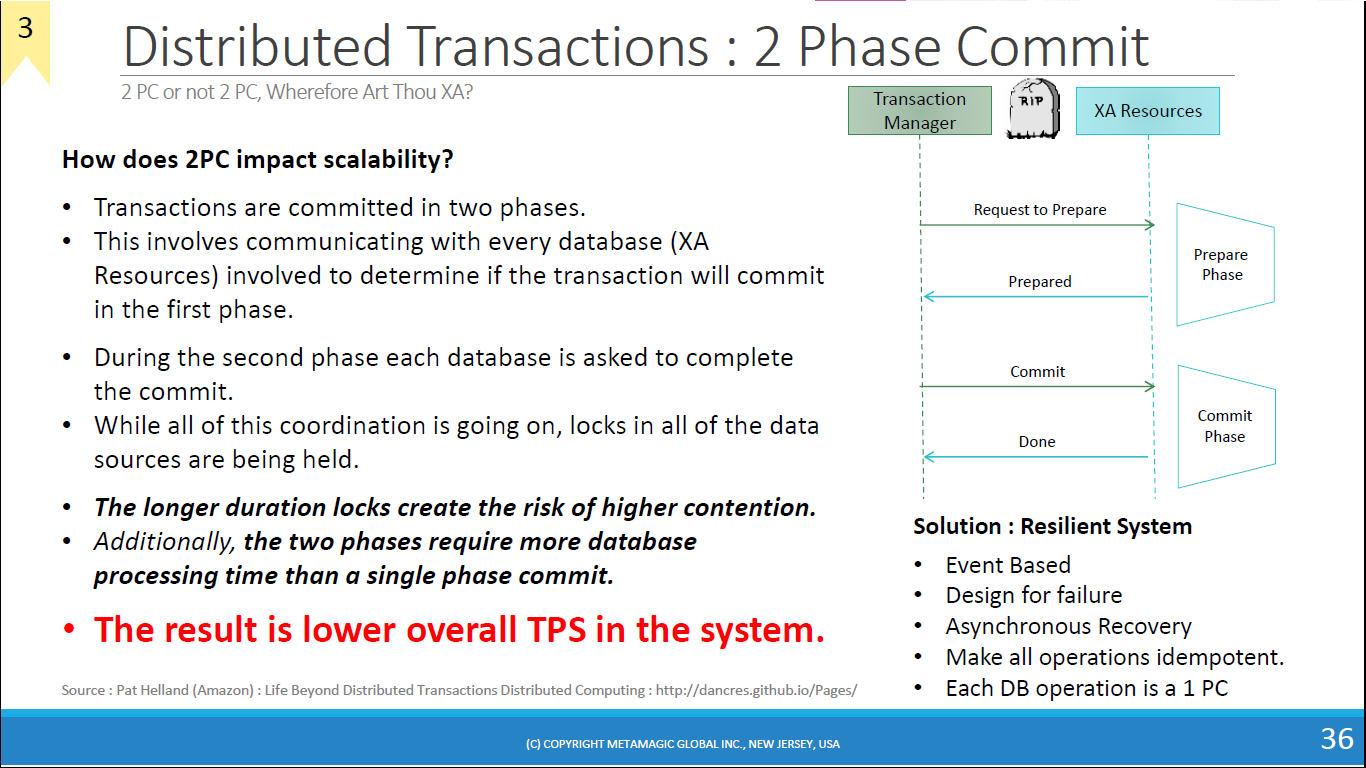 3
Distributed Transactions : 2 Phase Commit
2 PC or not 2 PC, Wherefore Art Thou XA?
How does 2PC impact scalability?
• Transactions are committed in two phases.
• This involves communicating with every database (XA
Resources) involved to determine if the transaction will commit
in the first phase.
• During the second phase each database is asked to complete
the commit.
• While all of this coordination is going on, locks in all of the data
sources are being held.
• The longer duration locks create the risk of higher contention.
• Additionally, the two phases require more database
processing time than a single phase commit.
• The result is lower overall TPS in the system.
Source : Pat Helland (Amazon) : Life Beyond Distributed Transactions Distributed Computing : http://dancres.github.io/Pages/
Transaction
Manager
RIP
XA Resources
Request to Prepare
Prepared
Prepare
Phase
Commit
Done
Commit
Phase
Solution : Resilient System
• Event Based
• Design for failure
• Asynchronous Recovery
• Make all operations idempotent.
• Each DB operation is a 1 PC
(C) COPYRIGHT METAMAGIC GLOBAL INC., NEW JERSEY, USA
36